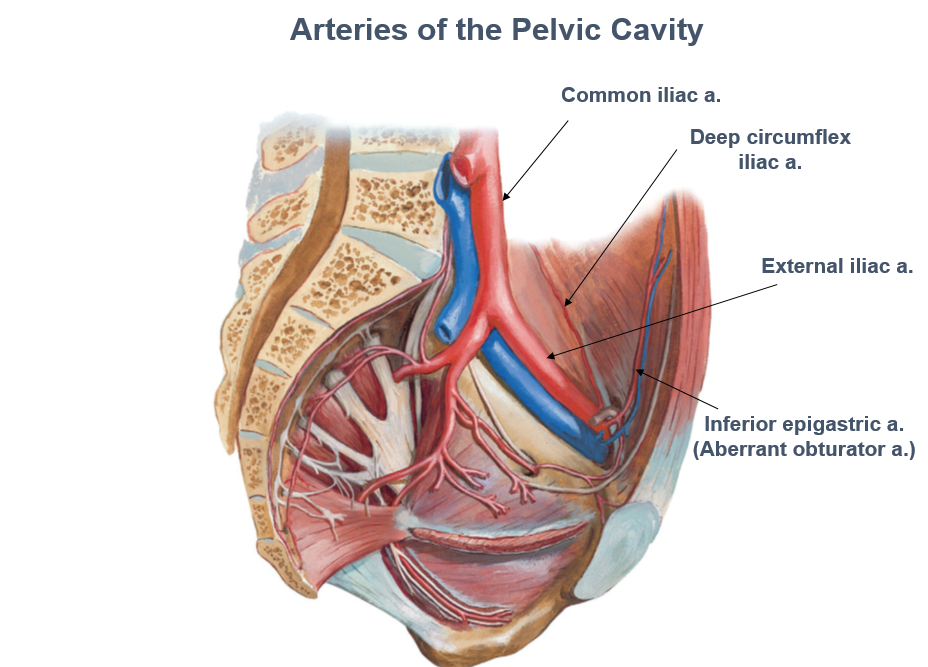 Arteries of the Pelvic Cavity
Common iliac a.
Deep circumflex
iliac a.
External iliac a.
Inferior epigastric a.
(Aberrant obturator a.)